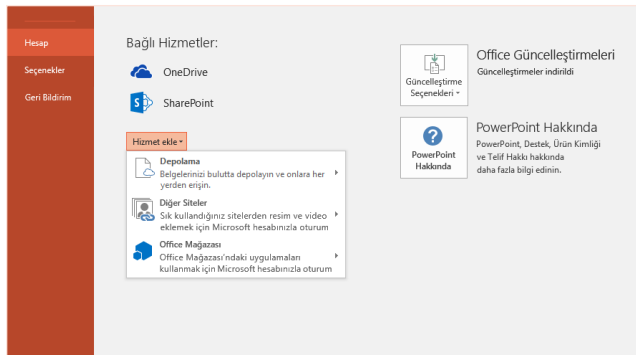 Hesap
Seçenekler
Geri Bildirim
Bağlı Hizmetler:
OneDrive
SharePoint
Hizmet ekle
Depolama
Belgelerinizi bulutta depolayın ve onlara her
yerden erişin.
Diğer Siteler
Sık kullandığınız sitelerden resim ve video
eklemek için Microsoft hesabınızla oturum
Office Mağazası
Office Mağazası'ndaki uygulamaları
kullanmak için Microsoft hesabınızla oturum
Güncelleştirme
Seçenekleri
Office Güncelleştirmeleri
Güncelleştirmeler indirildi
PowerPoint
Hakkında
PowerPoint Hakkında
PowerPoint, Destek, Ürün Kimliği
ve Telif Hakkı hakkında
daha fazla bilgi edinin.